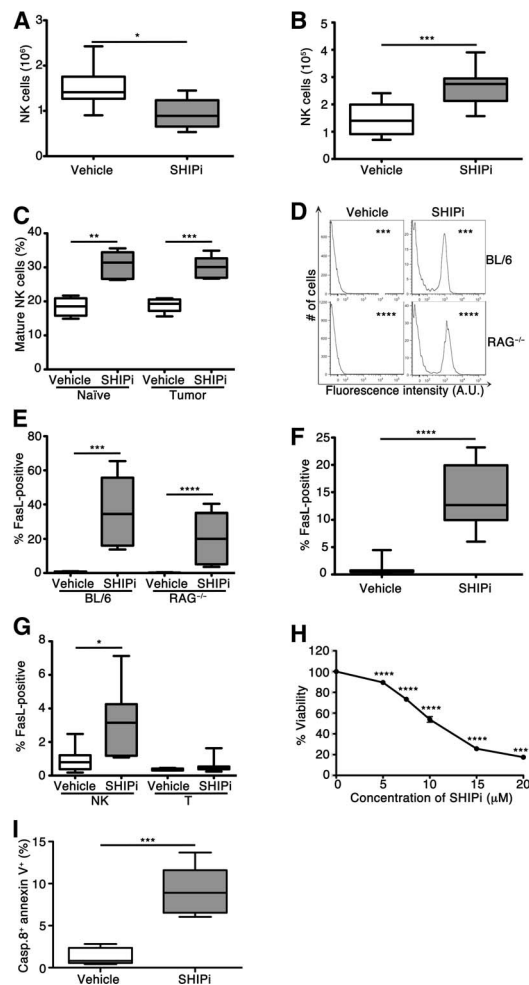 A
NK cells (10⁶)
3
2
1
0
*
Vehicle
SHIPi
B
NK cells (10⁵)
5
4
3
2
1
0
***
Vehicle
SHIPi
C
Mature NK cells (%)
40
30
20
10
0
**
***
Vehicle SHIPi Vehicle SHIPi
Naïve
Tumor
D
Vehicle
SHIPi
# of cells
***
***
BL/6
****
****
RAG⁻/⁻
Fluorescence intensity (A.U.)
E
% FasL-positive
80
60
40
20
0
***
****
Vehicle SHIPi Vehicle SHIPi
BL/6
RAG⁻/⁻
F
% FasL-positive
25
20
15
10
5
0
****
Vehicle
SHIPi
G
% FasL-positive
8
6
4
2
0
*
Vehicle SHIPi Vehicle SHIPi
NK
T
H
% Viability
120
100
80
60
40
20
0
****
****
****
****
***
0 5 10 15 20
Concentration of SHIPi (μM)
I
Casp.8⁺ annexin V⁺ (%)
15
10
5
0
***
Vehicle
SHIPi